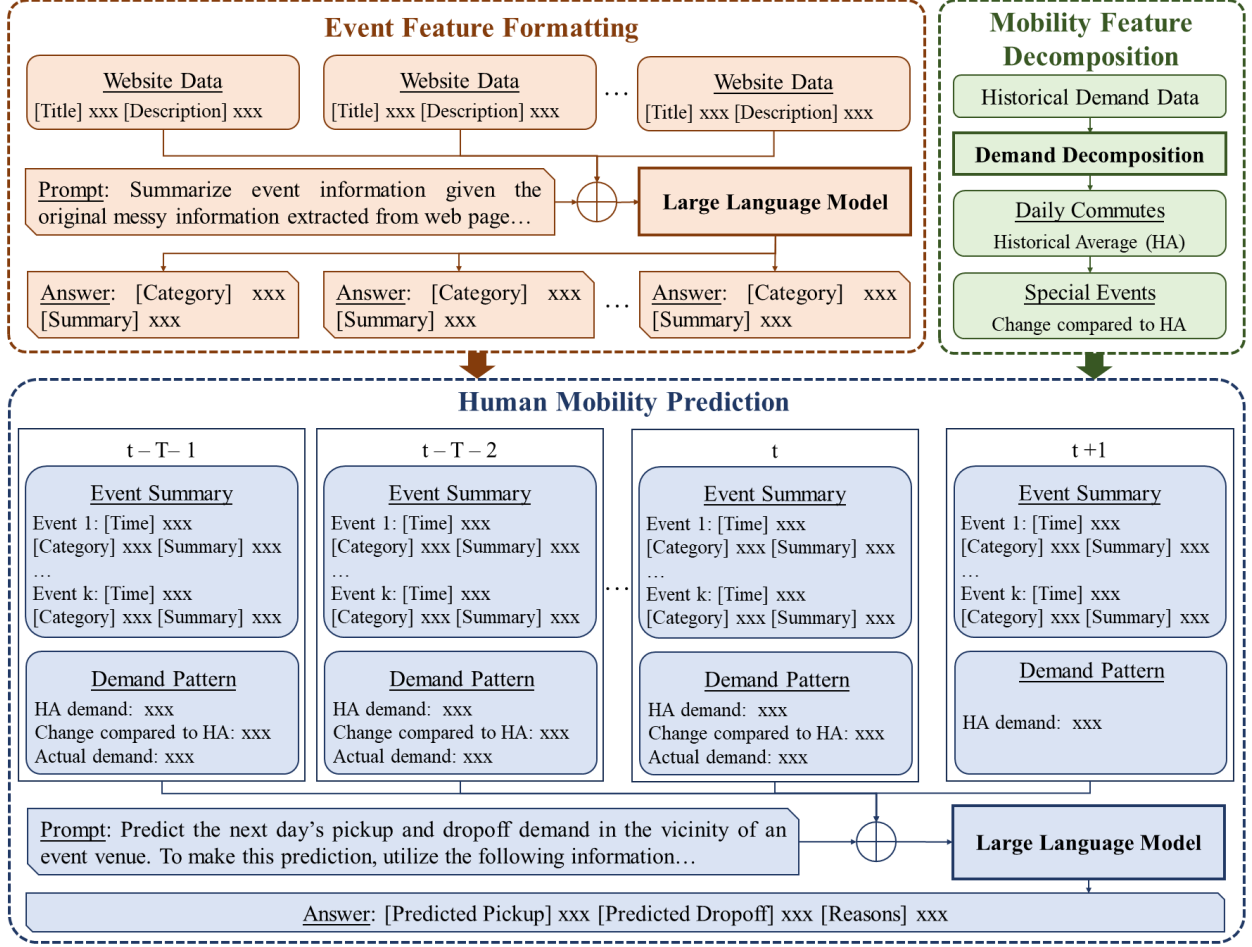 Event Feature Formatting
Website Data
[Title] xxx [Description] xxx
Website Data
[Title] xxx [Description] xxx
…
Website Data
[Title] xxx [Description] xxx
Prompt: Summarize event information given the
original messy information extracted from web page…
Large Language Model
Answer: [Category] xxx
[Summary] xxx
Answer: [Category] xxx
[Summary] xxx
…
Answer: [Category] xxx
[Summary] xxx
Mobility Feature
Decomposition
Historical Demand Data
Demand Decomposition
Daily Commutes
Historical Average (HA)
Special Events
Change compared to HA
Human Mobility Prediction
t – T– 1
Event Summary
Event 1: [Time] xxx
[Category] xxx [Summary] xxx
…
Event k: [Time] xxx
[Category] xxx [Summary] xxx
Demand Pattern
HA demand: xxx
Change compared to HA: xxx
Actual demand: xxx
t – T – 2
Event Summary
Event 1: [Time] xxx
[Category] xxx [Summary] xxx
…
Event k: [Time] xxx
[Category] xxx [Summary] xxx
Demand Pattern
HA demand: xxx
Change compared to HA: xxx
Actual demand: xxx
…
t
Event Summary
Event 1: [Time] xxx
[Category] xxx [Summary] xxx
…
Event k: [Time] xxx
[Category] xxx [Summary] xxx
Demand Pattern
HA demand: xxx
Change compared to HA: xxx
Actual demand: xxx
t +1
Event Summary
Event 1: [Time] xxx
[Category] xxx [Summary] xxx
…
Event k: [Time] xxx
[Category] xxx [Summary] xxx
Demand Pattern
HA demand: xxx
Prompt: Predict the next day's pickup and dropoff demand in the vicinity of an
event venue. To make this prediction, utilize the following information…
Large Language Model
Answer: [Predicted Pickup] xxx [Predicted Dropoff] xxx [Reasons] xxx